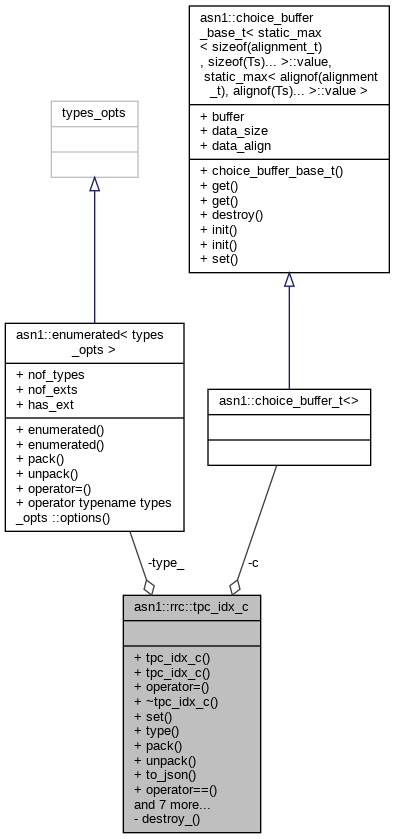 asn1::choice_buffer
_base_t< static_max
< sizeof(alignment_t)
, sizeof(Ts)... >::value,
static_max< alignof(alignment
_t), alignof(Ts)... >::value >
+ buffer
+ data_size
+ data_align
+ choice_buffer_base_t()
+ get()
+ get()
+ destroy()
+ init()
+ init()
+ set()
types_opts
asn1::enumerated< types
_opts >
+ nof_types
+ nof_exts
+ has_ext
+ enumerated()
+ enumerated()
+ pack()
+ unpack()
+ operator=()
+ operator typename types
_opts ::options()
asn1::choice_buffer_t<>
-type_
-c
asn1::rrc::tpc_idx_c
+ tpc_idx_c()
+ tpc_idx_c()
+ operator=()
+ ~tpc_idx_c()
+ set()
+ type()
+ pack()
+ unpack()
+ to_json()
+ operator==()
and 7 more...
- destroy_()